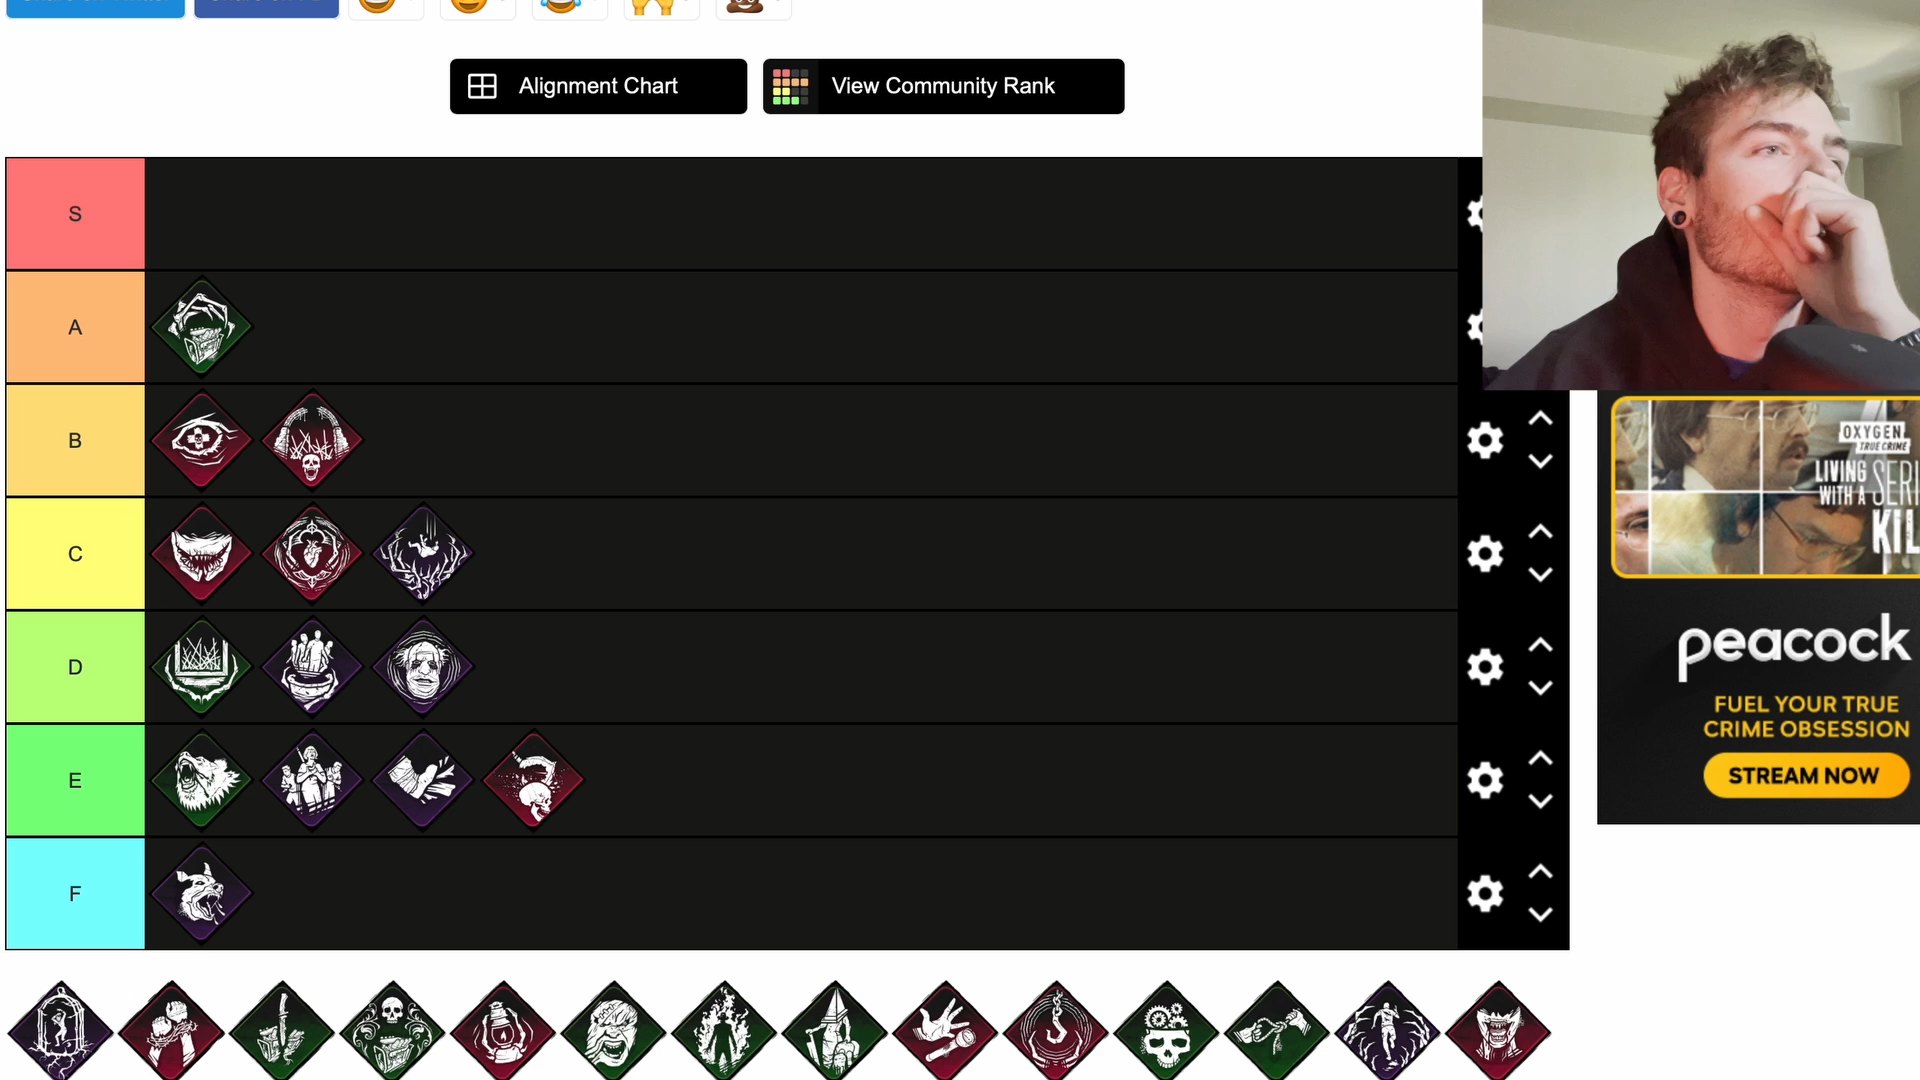 Alignment Chart
View Community Rank
S
A
B
C
D
E
F
OXYGEN
TRUE CRIME
LIVING
WITH A
peacock
FUEL YOUR TRUE
CRIME OBSESSION
STREAM NOW